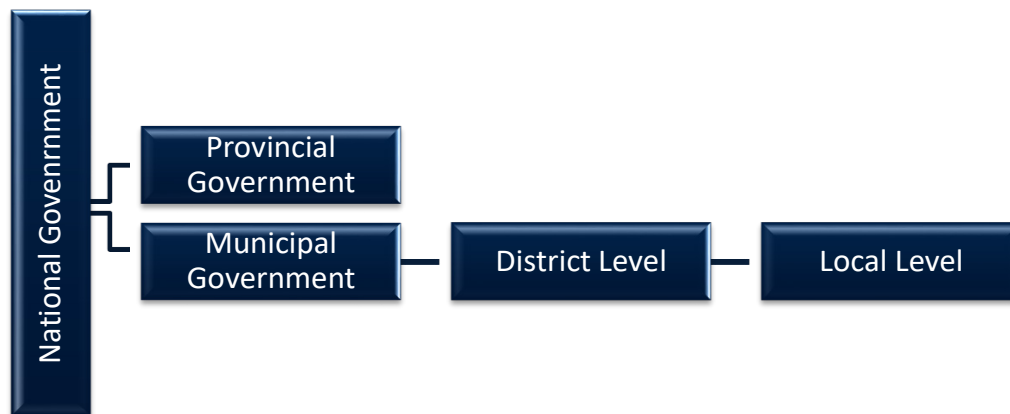 National Govenrnment
Provincial
Government
Municipal
Government
District Level
Local Level